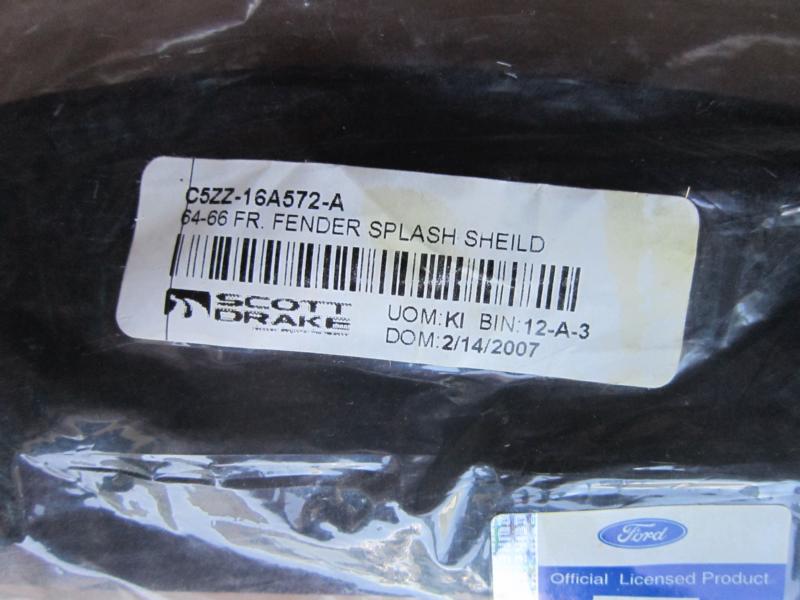 C5ZZ-16A572-A
64-66 FR. FENDER SPLASH SHEILD
SCOTT
DRAKE
UOM:KI BIN:12-A-3
DOM:2/14/2007
Ford
Official Licensed Product